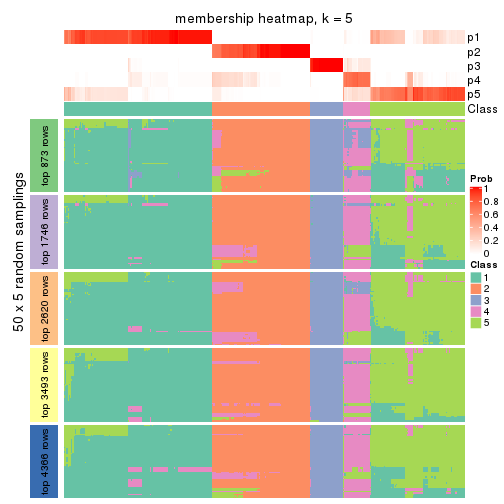 membership heatmap, k = 5
p1
p2
p3
p4
p5
Class
50 x 5 random samplings
top 873 rows
top 1746 rows
top 2620 rows
top 3493 rows
top 4366 rows
Prob
1
0.8
0.6
0.4
0.2
0
Class
1
2
3
4
5